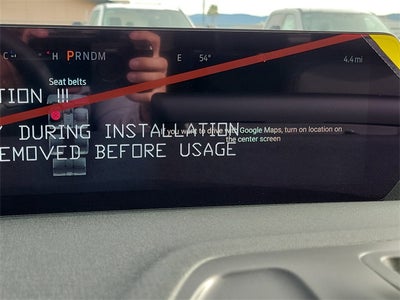 PRNDM
E
54°
4.4 mi
Seat belts
TION !!!
Y DURING INSTALLATION
If you want to drive with Google Maps, turn on location on
the center screen
EMOVED BEFORE USAGE